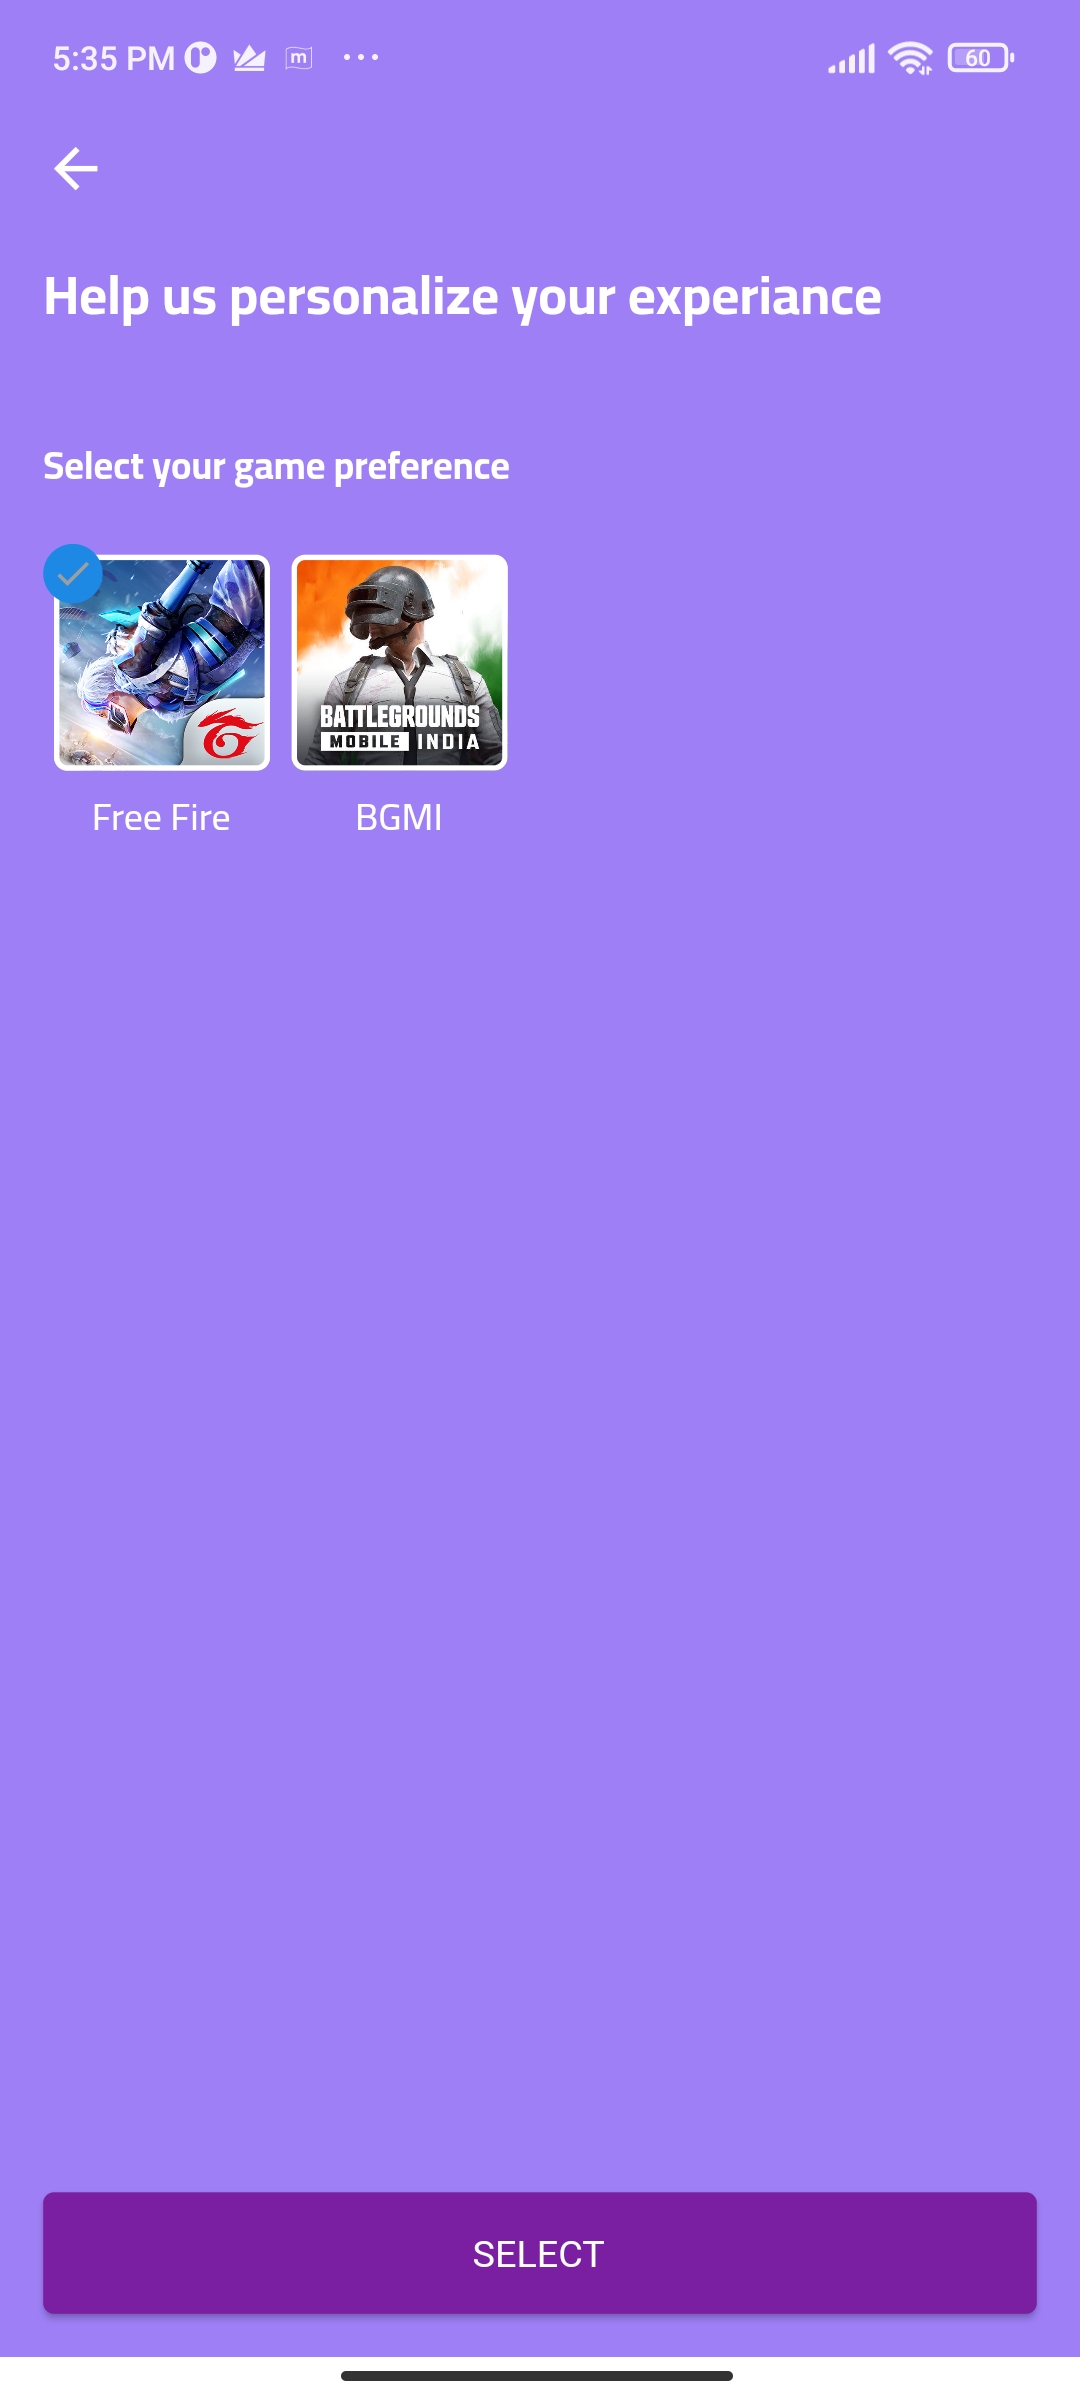 5:35 PM m ... 60
Help us personalize your experiance
Select your game preference
BATTLEGROUNDS
MOBILE INDIA
Free Fire BGMI
SELECT